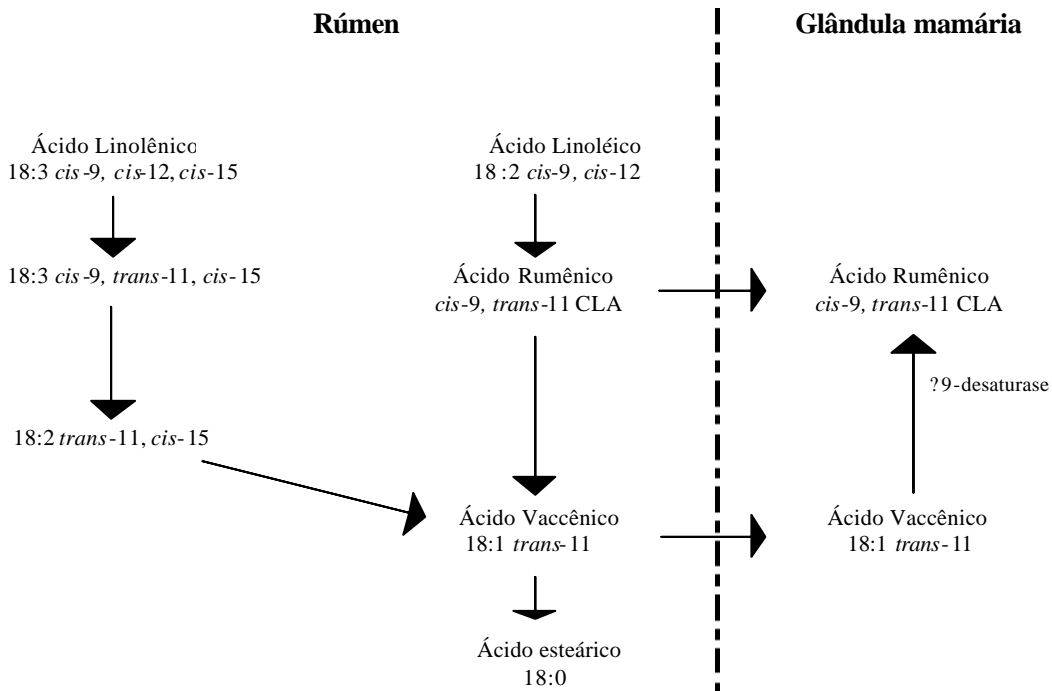 Rúmen
Glândula mamária
Ácido Linolênico
18:3 cis-9, cis-12, cis-15
Ácido Linoléico
18:2 cis-9, cis-12
18:3 cis-9, trans-11, cis-15
Ácido Rumênico
cis-9, trans-11 CLA
Ácido Rumênico
cis-9, trans-11 CLA
?9-desaturase
18:2 trans-11, cis-15
Ácido Vaccênico
18:1 trans-11
Ácido Vaccênico
18:1 trans-11
Ácido esteárico
18:0